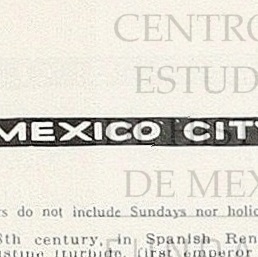 CENTRO
ESTUD
MEXICO CITY
DE MEX
rs do not include Sundays nor holid
8th century, in Spanish Ren
ustine Iturbide, first emperor